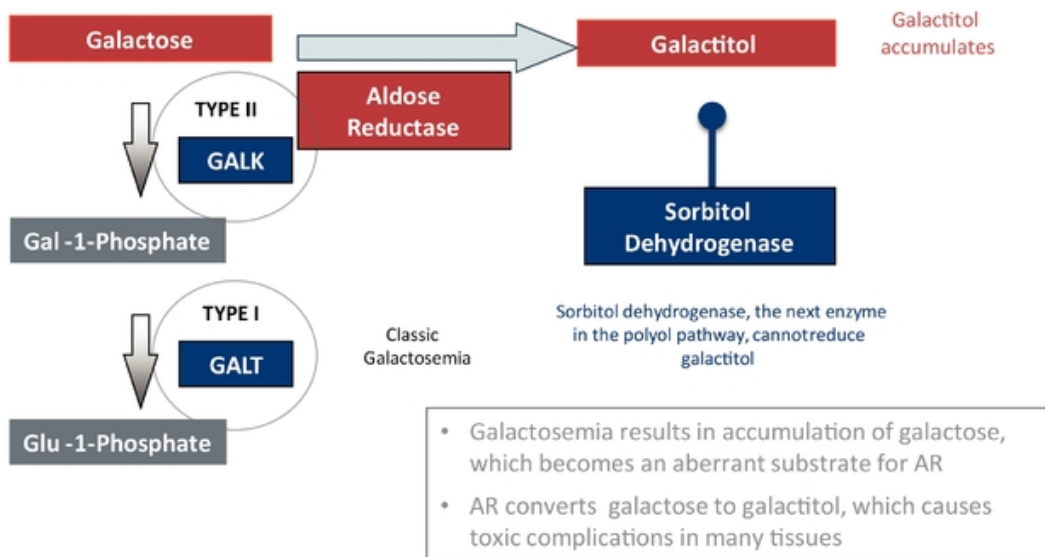 Galactose
Galactitol
Galactitol
accumulates
TYPE II
GALK
Aldose
Reductase
Gal -1-Phosphate
Sorbitol
Dehydrogenase
TYPE I
GALT
Classic
Galactosemia
Sorbitol dehydrogenase, the next enzyme
in the polyol pathway, cannotreduce
galactitol
Glu -1-Phosphate
• Galactosemia results in accumulation of galactose,
which becomes an aberrant substrate for AR
• AR converts galactose to galactitol, which causes
toxic complications in many tissues